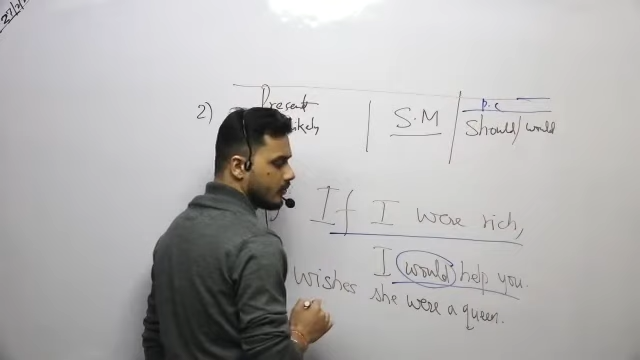 2) Present | S.M | p.c
likely should/would
If I were rich,
I would help you.
wishes she were a queen.